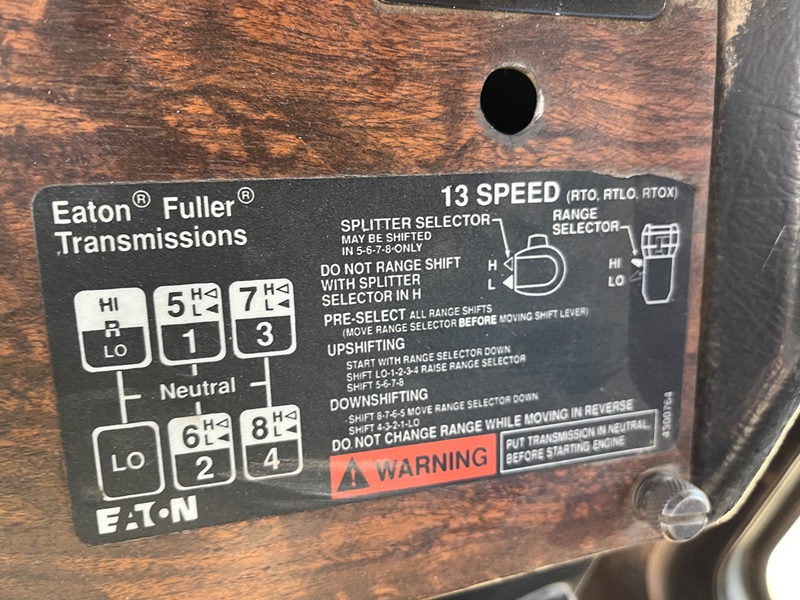 Eaton® Fuller®
Transmissions
13 SPEED (RTO, RTLO, RTOX)
SPLITTER SELECTOR
MAY BE SHIFTED
IN 5-6-7-8-ONLY
RANGE
SELECTOR
DO NOT RANGE SHIFT
WITH SPLITTER
SELECTOR IN H
H
L
HI
LO
PRE-SELECT ALL RANGE SHIFTS
(MOVE RANGE SELECTOR BEFORE MOVING SHIFT LEVER)
UPSHIFTING
START WITH RANGE SELECTOR DOWN
SHIFT LO-1-2-3-4 RAISE RANGE SELECTOR
SHIFT 5-6-7-8
DOWNSHIFTING
SHIFT 8-7-6-5 MOVE RANGE SELECTOR DOWN
SHIFT 4-3-2-1-LO
DO NOT CHANGE RANGE WHILE MOVING IN REVERSE
WARNING
PUT TRANSMISSION IN NEUTRAL,
BEFORE STARTING ENGINE
4300764
HI
R
LO
5 H
L
1
7 H
L
3
Neutral
LO
6 H
L
2
8 H
L
4
EATON